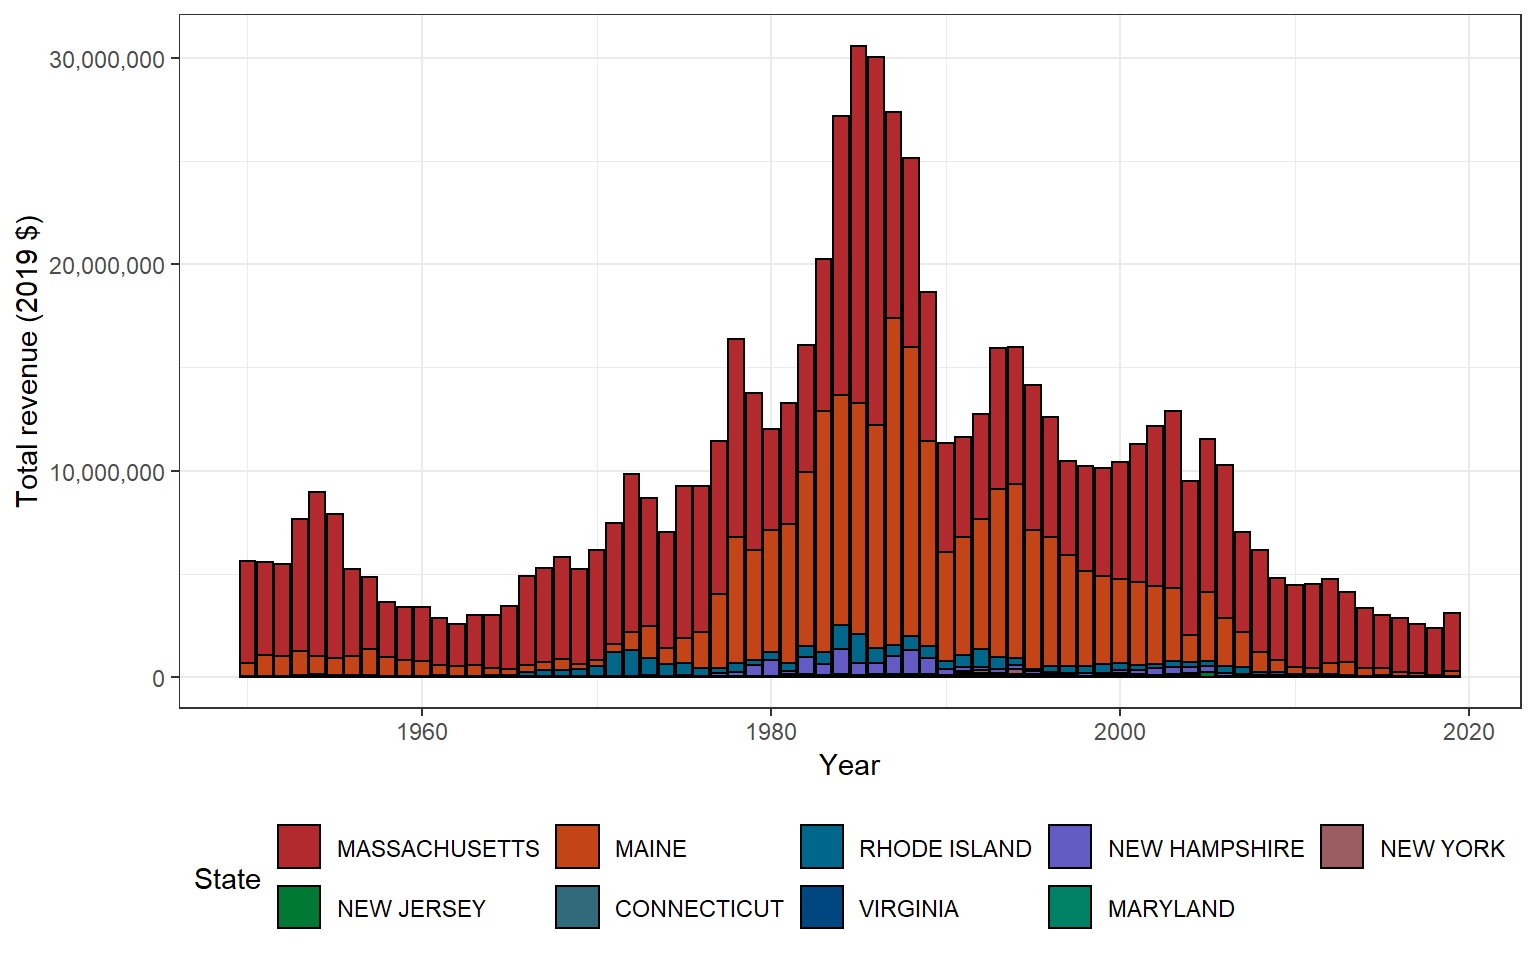 30,000,000
20,000,000
10,000,000
0
Total revenue (2019 $)
1960 1980 2000 2020
Year
State
MASSACHUSETTS MAINE RHODE ISLAND NEW HAMPSHIRE NEW YORK
NEW JERSEY CONNECTICUT VIRGINIA MARYLAND